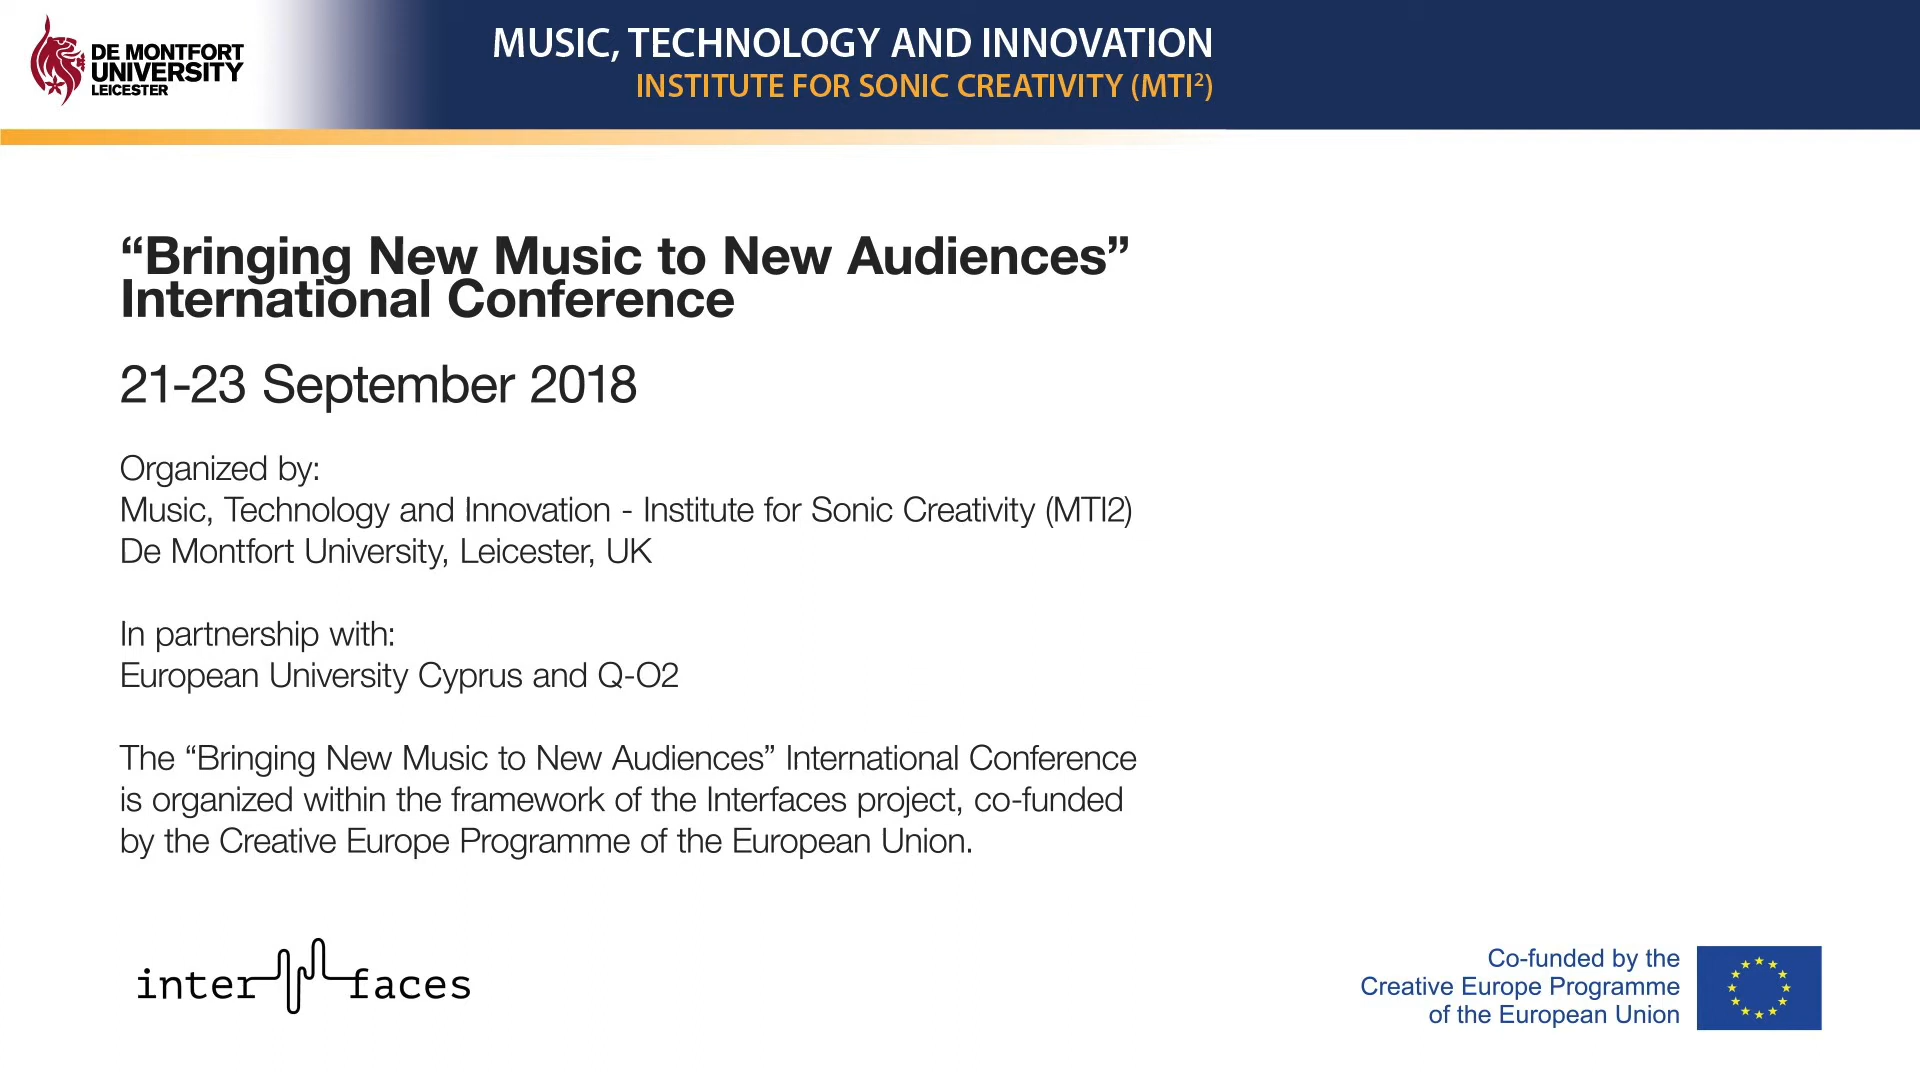 DE MONTFORT
UNIVERSITY
LEICESTER
MUSIC, TECHNOLOGY AND INNOVATION
INSTITUTE FOR SONIC CREATIVITY (MTI²)
“Bringing New Music to New Audiences”
International Conference
21-23 September 2018
Organized by:
Music, Technology and Innovation - Institute for Sonic Creativity (MTI2)
De Montfort University, Leicester, UK
In partnership with:
European University Cyprus and Q-O2
The “Bringing New Music to New Audiences” International Conference
is organized within the framework of the Interfaces project, co-funded
by the Creative Europe Programme of the European Union.
inter faces
Co-funded by the
Creative Europe Programme
of the European Union